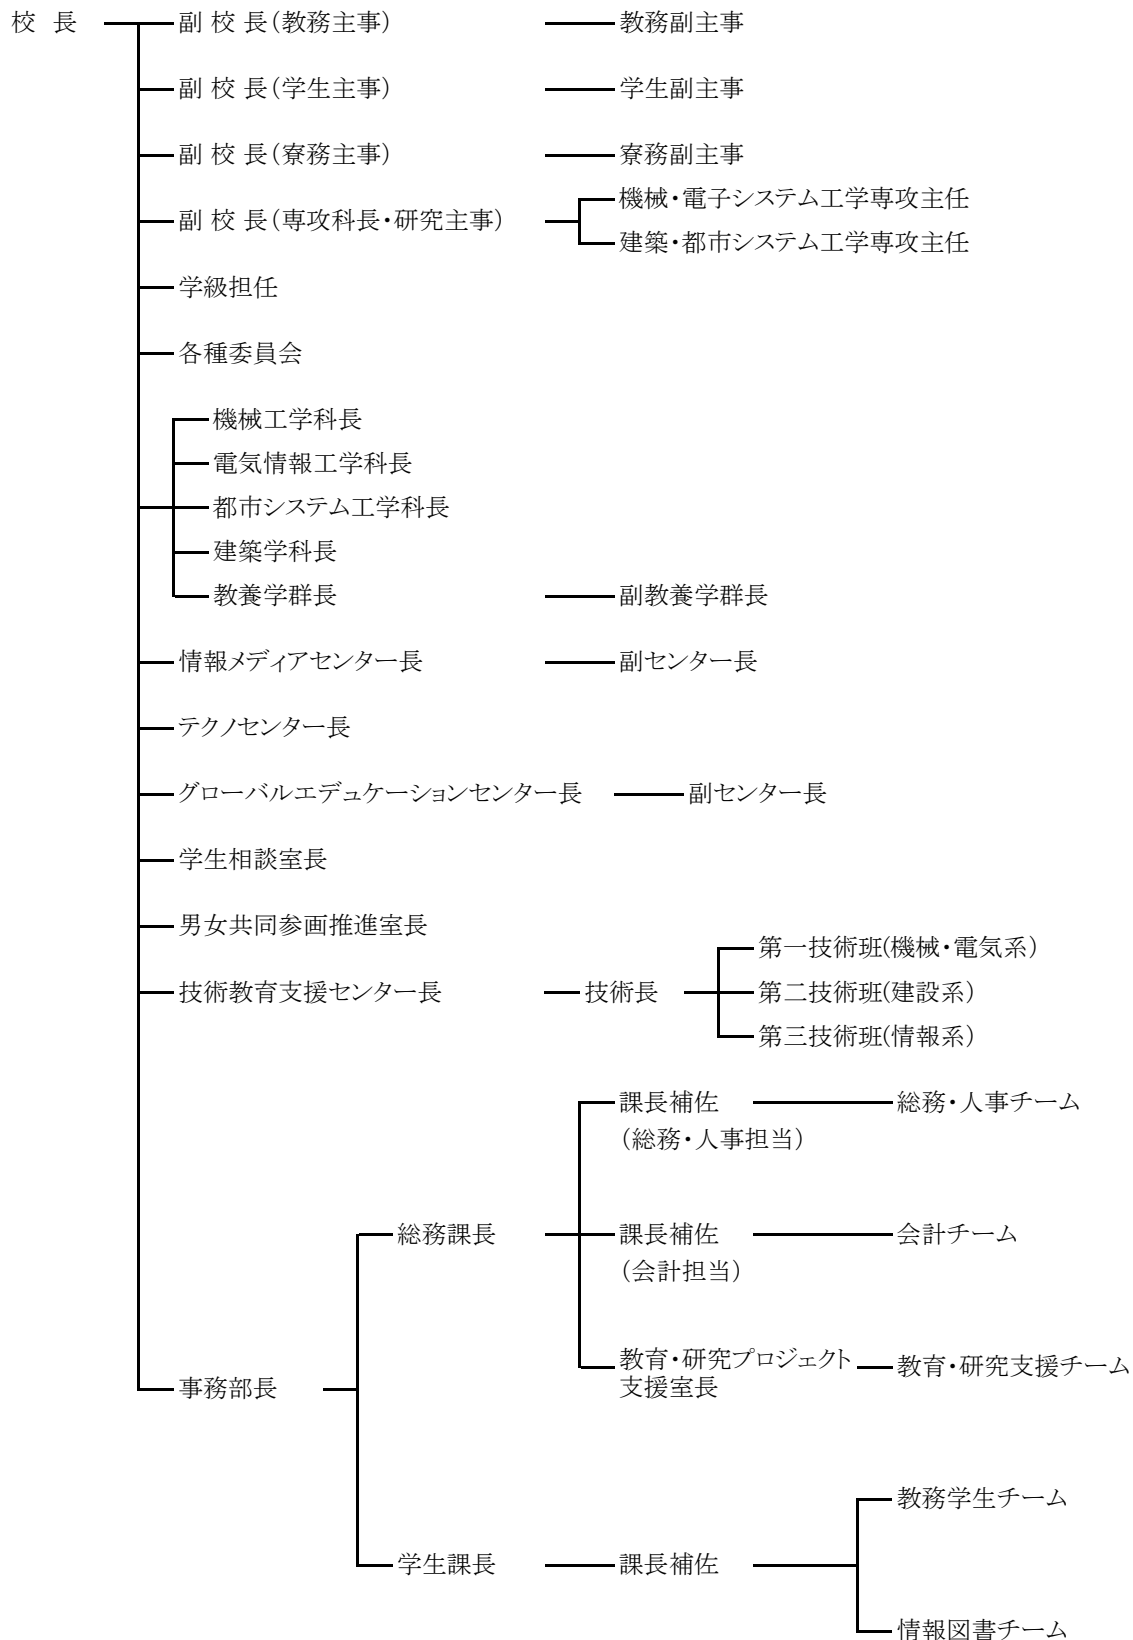 校 長 副 校 長（教務主事） 教務副主事
副 校 長（学生主事） 学生副主事
副 校 長（寮務主事） 寮務副主事
副 校 長（専攻科長・研究主事）
機械・電子システム工学専攻主任
建築・都市システム工学専攻主任
学級担任
各種委員会
機械工学科長
電気情報工学科長
都市システム工学科長
建築学科長
教養学群長 副教養学群長
情報メディアセンター長 副センター長
テクノセンター長
グローバルエデュケーションセンター長 副センター長
学生相談室長
男女共同参画推進室長
技術教育支援センター長 技術長
第一技術班(機械・電気系）
第二技術班(建設系）
第三技術班(情報系）
事務部長
総務課長
課長補佐 総務・人事チーム
（総務・人事担当）
課長補佐 会計チーム
（会計担当）
教育・研究プロジェクト
支援室長
教育・研究支援チーム
学生課長 課長補佐
教務学生チーム
情報図書チーム